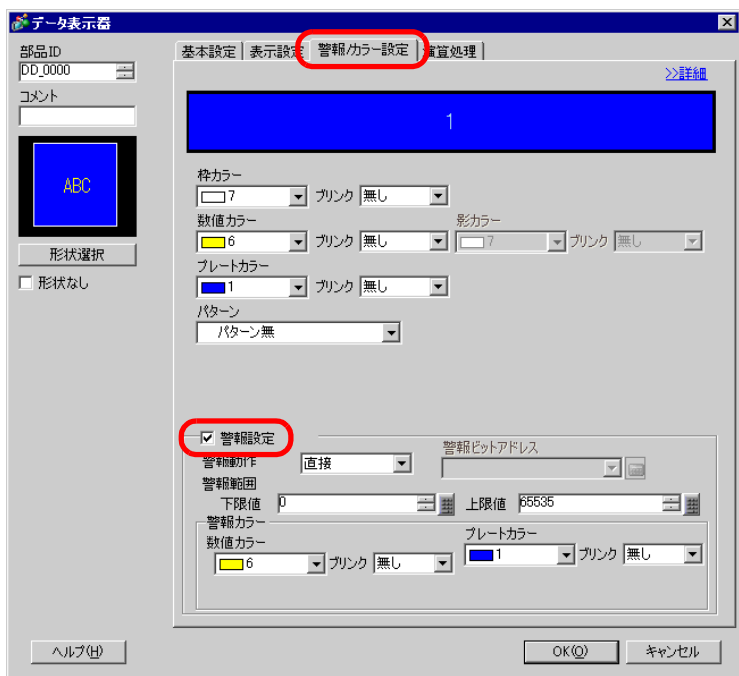 データ表示器
部品ID
DD_0000
コメント
ABC
形状選択
形状なし
基本設定 表示設定 警報/カラー設定 演算処理
>>詳細
1
枠カラー
7 ブリンク 無し
数値カラー 影カラー
6 ブリンク 無し 7 ブリンク 無し
プレートカラー
1 ブリンク 無し
パターン
パターン無
警報設定
警報動作 直接 警報ビットアドレス
警報範囲
下限値 0 上限値 65535
警報カラー
数値カラー プレートカラー
6 ブリンク 無し 1 ブリンク 無し
ヘルプ(H) OK(O) キャンセル